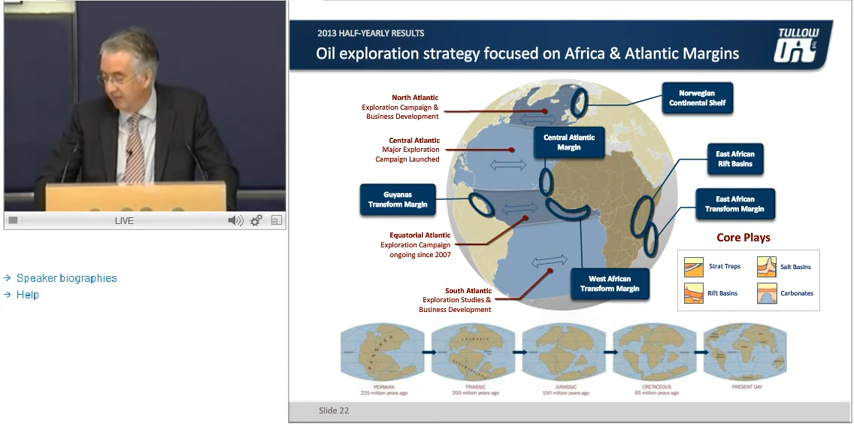 LIVE
Speaker biographies
Help
2013 HALF-YEARLY RESULTS
Oil exploration strategy focused on Africa & Atlantic Margins
TULLOW
Oil
plc
North Atlantic
Exploration Campaign &
Business Development
Norwegian
Continental Shelf
Central Atlantic
Major Exploration
Campaign Launched
Central Atlantic
Margin
East African
Rift Basins
Guyanas
Transform Margin
East African
Transform Margin
Equatorial Atlantic
Exploration Campaign
ongoing since 2007
Core Plays
Strat Traps
Salt Basins
Rift Basins
Carbonates
West African
Transform Margin
South Atlantic
Exploration Studies &
Business Development
PERMIAN
225 million years ago
TRIASSIC
200 million years ago
JURASSIC
150 million years ago
CRETACEOUS
65 million years ago
PRESENT DAY
Slide 22